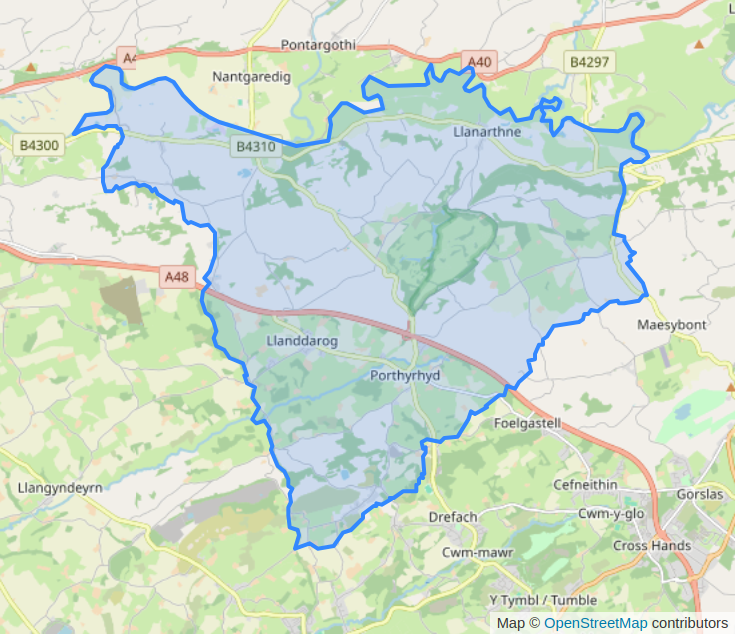 Pontargothi
A40
B4297
Nantgaredig
Llanarthne
B4300
B4310
A48
Maesybont
Llanddarog
Porthyrhyd
Foelgastell
Llangyndeyrn
Cefneithin
Gorslas
Cwm-y-glo
Drefach
Cross Hands
Cwm-mawr
Y Tymbl / Tumble
Map © OpenStreetMap contributors